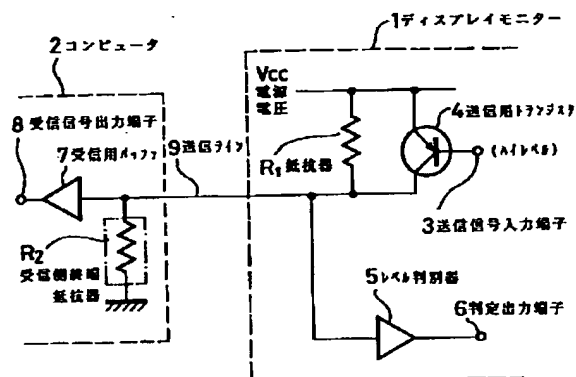 1ディスプレイモニター
2コンピュータ
Vcc
電源
電圧
8受信信号出力端子
7受信用バッファ
9送信ライン
4送信用トランジスタ
(ハイレベル)
R1抵抗器
3送信信号入力端子
R2
受信側終端
抵抗器
5レベル判別器
6判定出力端子